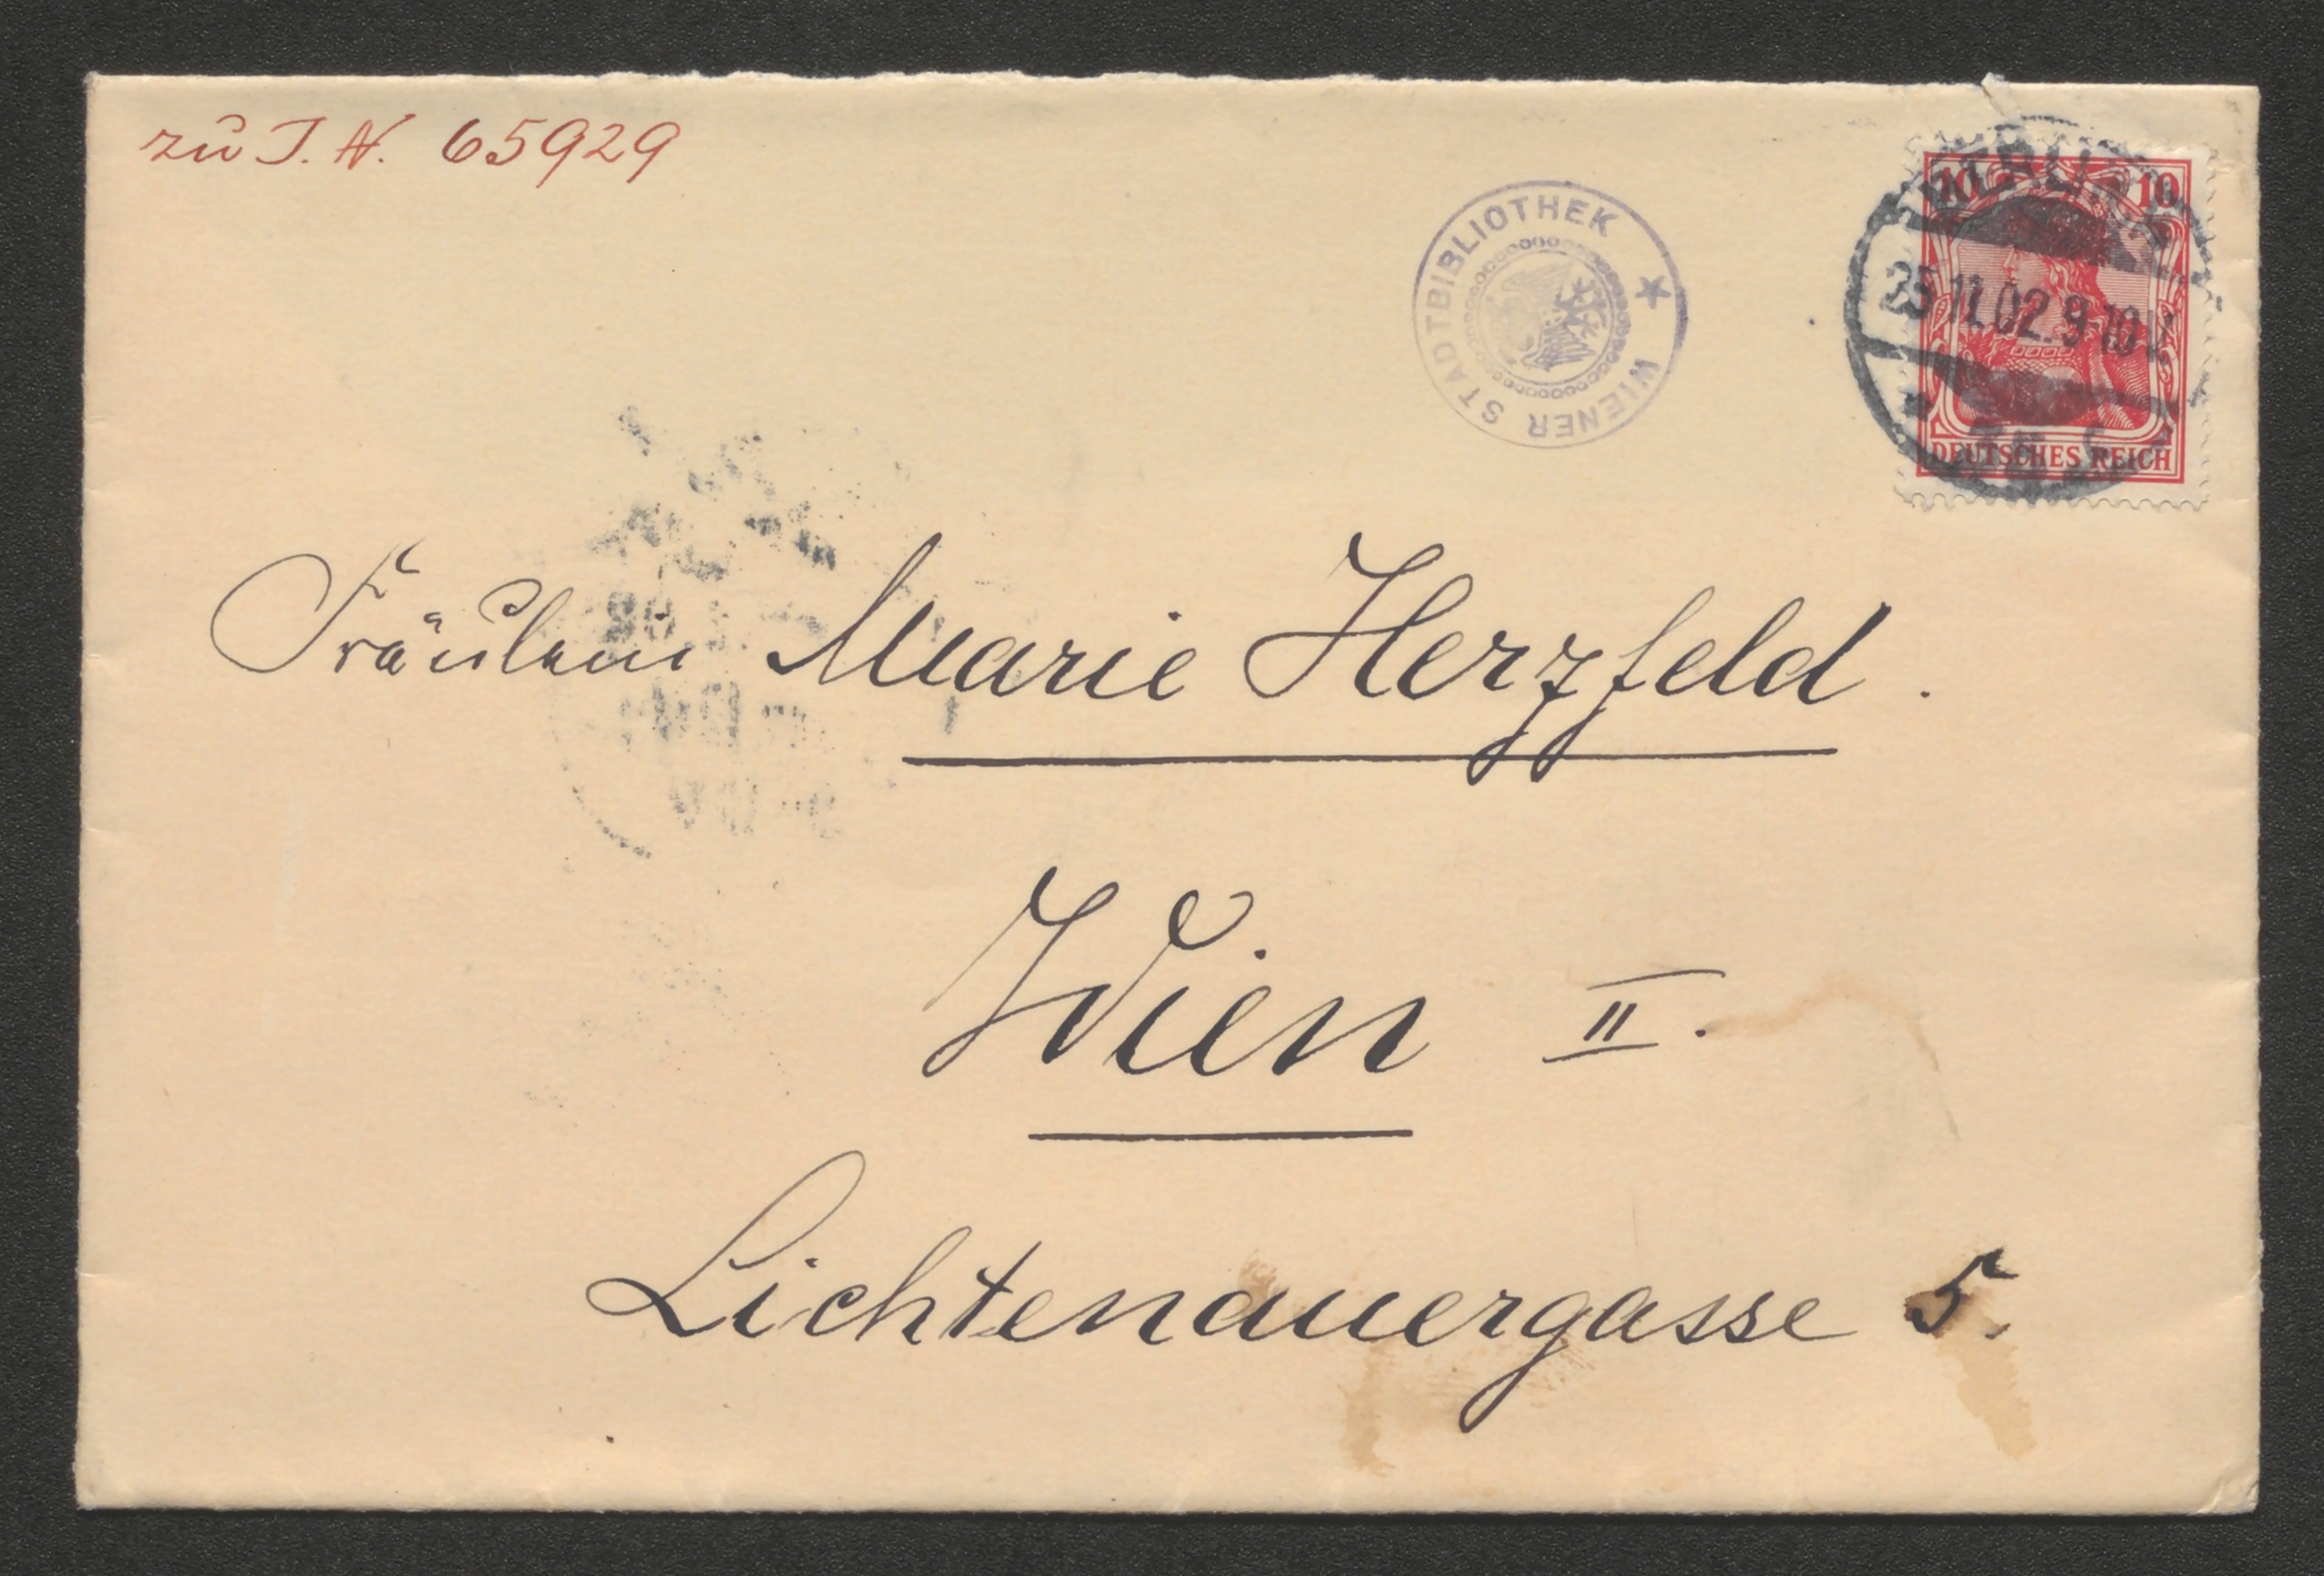 zu J. N. 65929
WIENER STADTBIBLIOTHEK
10 10
25.11.02.9-10V.
DEUTSCHES REICH
Fräulein Marie Herzfeld.
Wien II.
Lichtenauergasse 5.